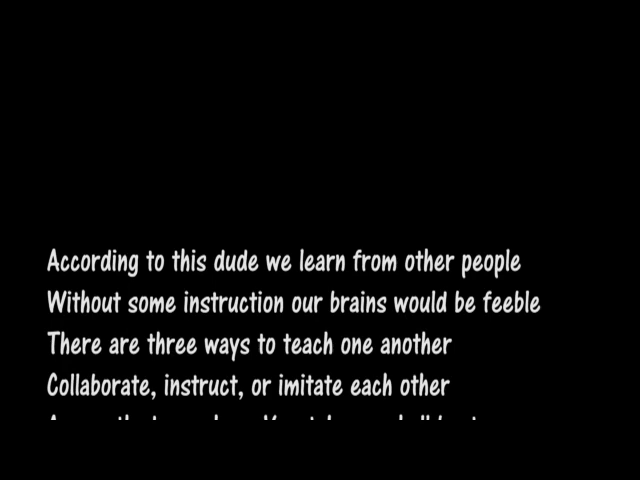 According to this dude we learn from other people
Without some instruction our brains would be feeble
There are three ways to teach one another
Collaborate, instruct, or imitate each other